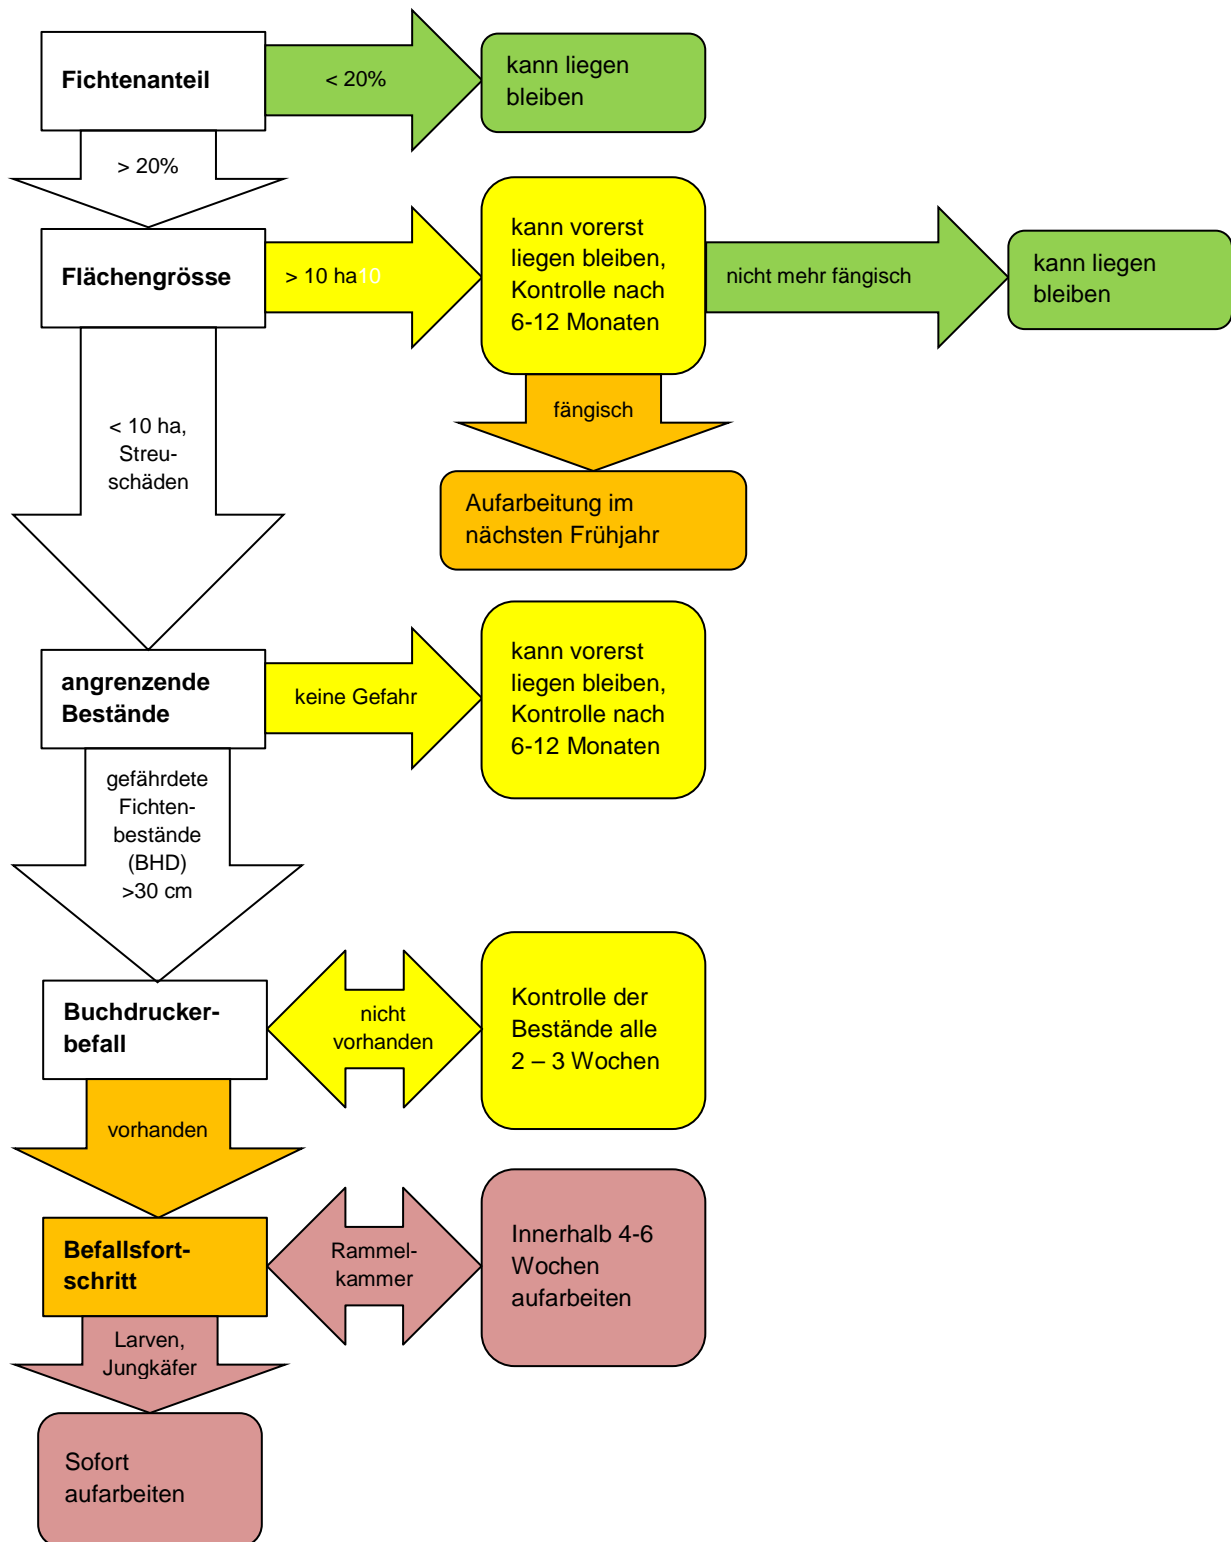 Fichtenanteil
< 20%
kann liegen
bleiben
> 20%
Flächengrösse
> 10 ha10
kann vorerst
liegen bleiben,
Kontrolle nach
6-12 Monaten
nicht mehr fängisch
kann liegen
bleiben
< 10 ha,
Streu-
schäden
fängisch
Aufarbeitung im
nächsten Frühjahr
angrenzende
Bestände
keine Gefahr
kann vorerst
liegen bleiben,
Kontrolle nach
6-12 Monaten
gefährdete
Fichten-
bestände
(BHD)
>30 cm
Buchdrucker-
befall
nicht
vorhanden
Kontrolle der
Bestände alle
2 – 3 Wochen
vorhanden
Befallsfort-
schritt
Rammel-
kammer
Innerhalb 4-6
Wochen
aufarbeiten
Larven,
Jungkäfer
Sofort
aufarbeiten